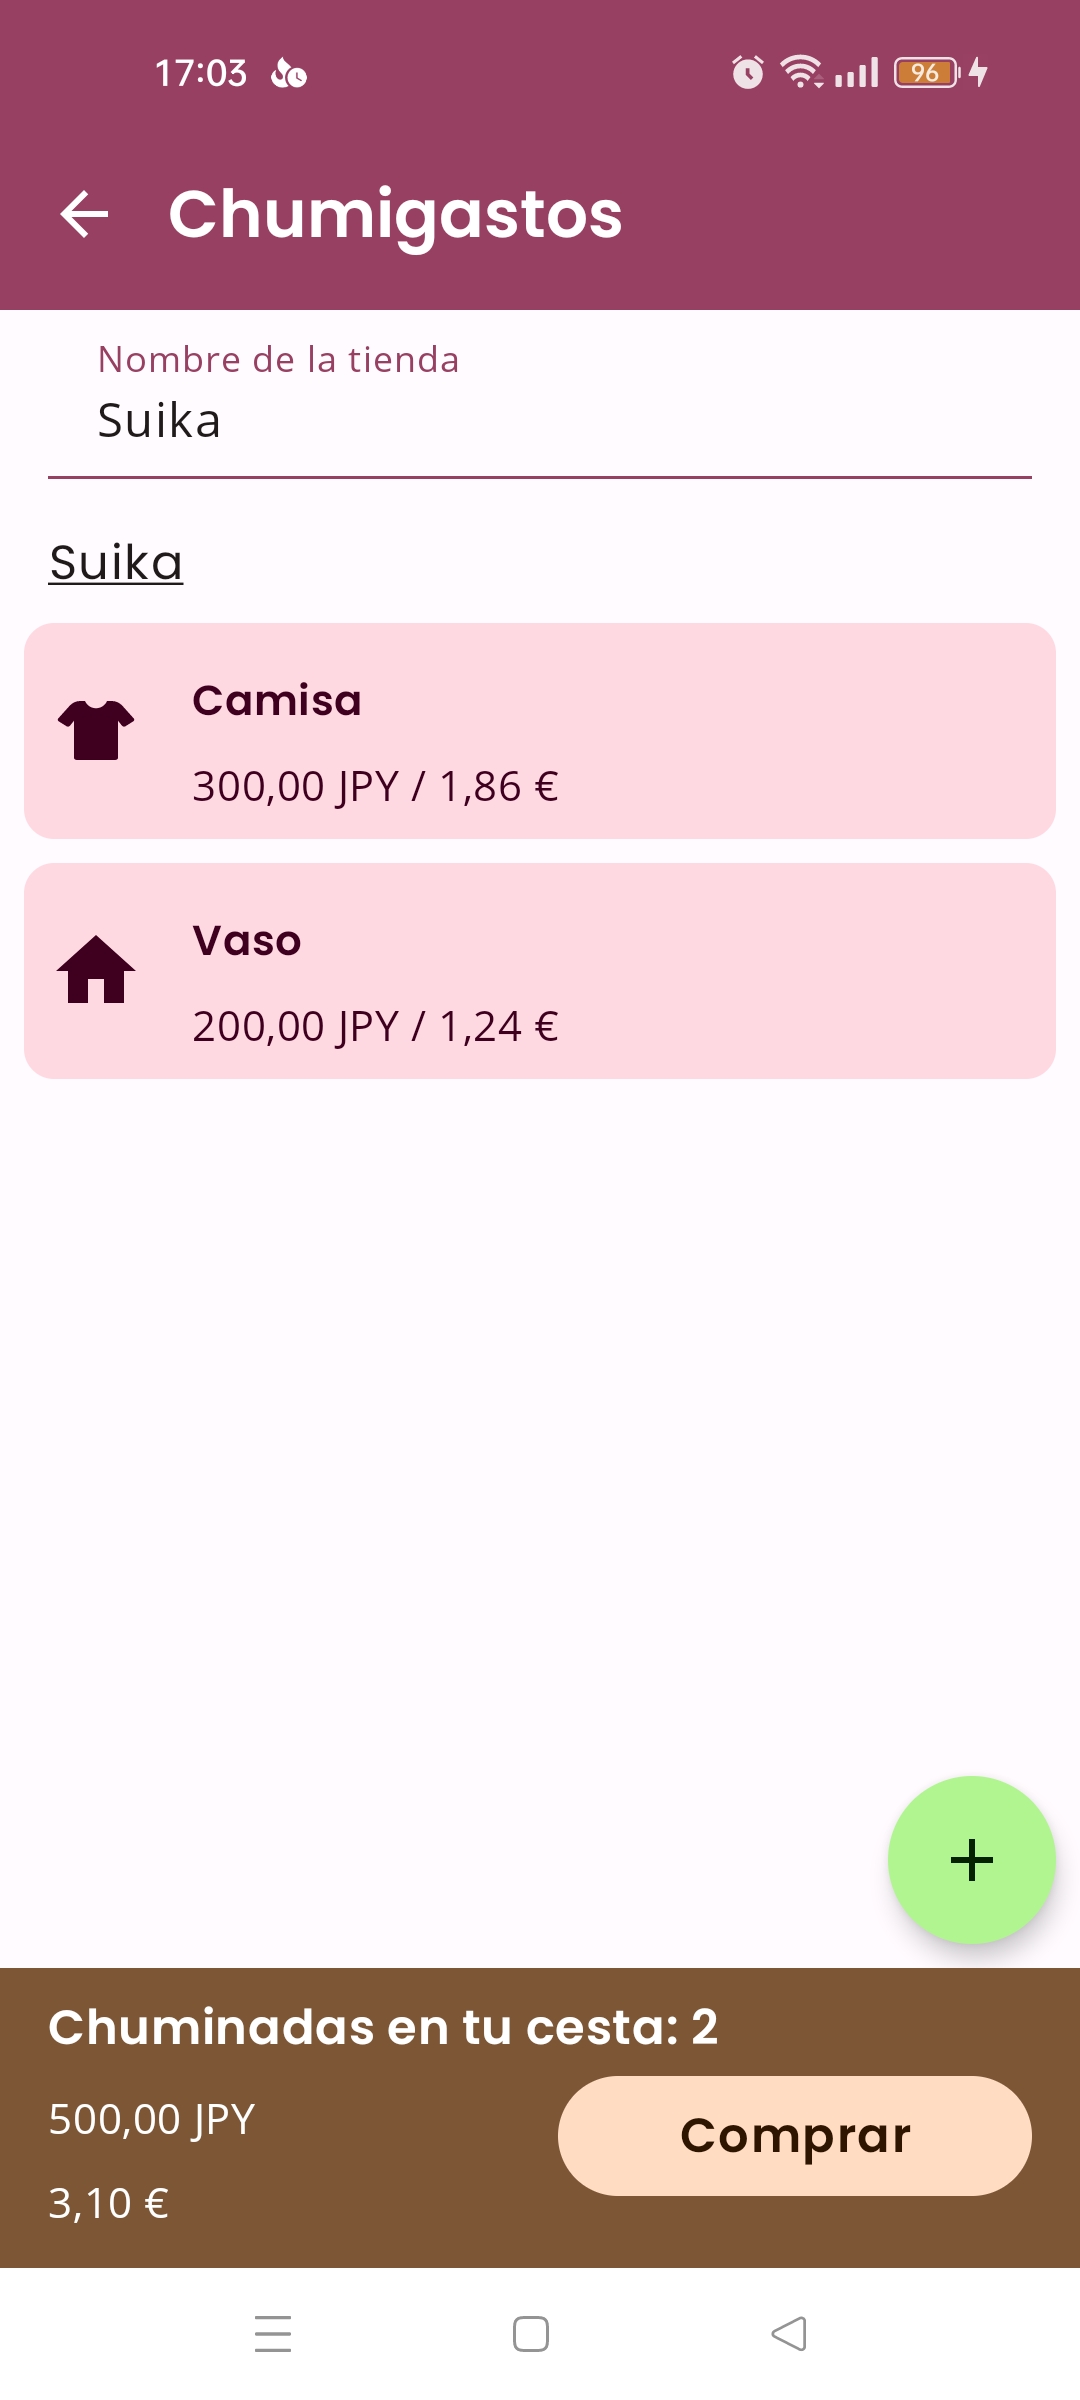 17:03
96
Chumigastos
Nombre de la tienda
Suika
Suika
Camisa
300,00 JPY / 1,86 €
Vaso
200,00 JPY / 1,24 €
Chuminadas en tu cesta: 2
500,00 JPY
Comprar
3,10 €